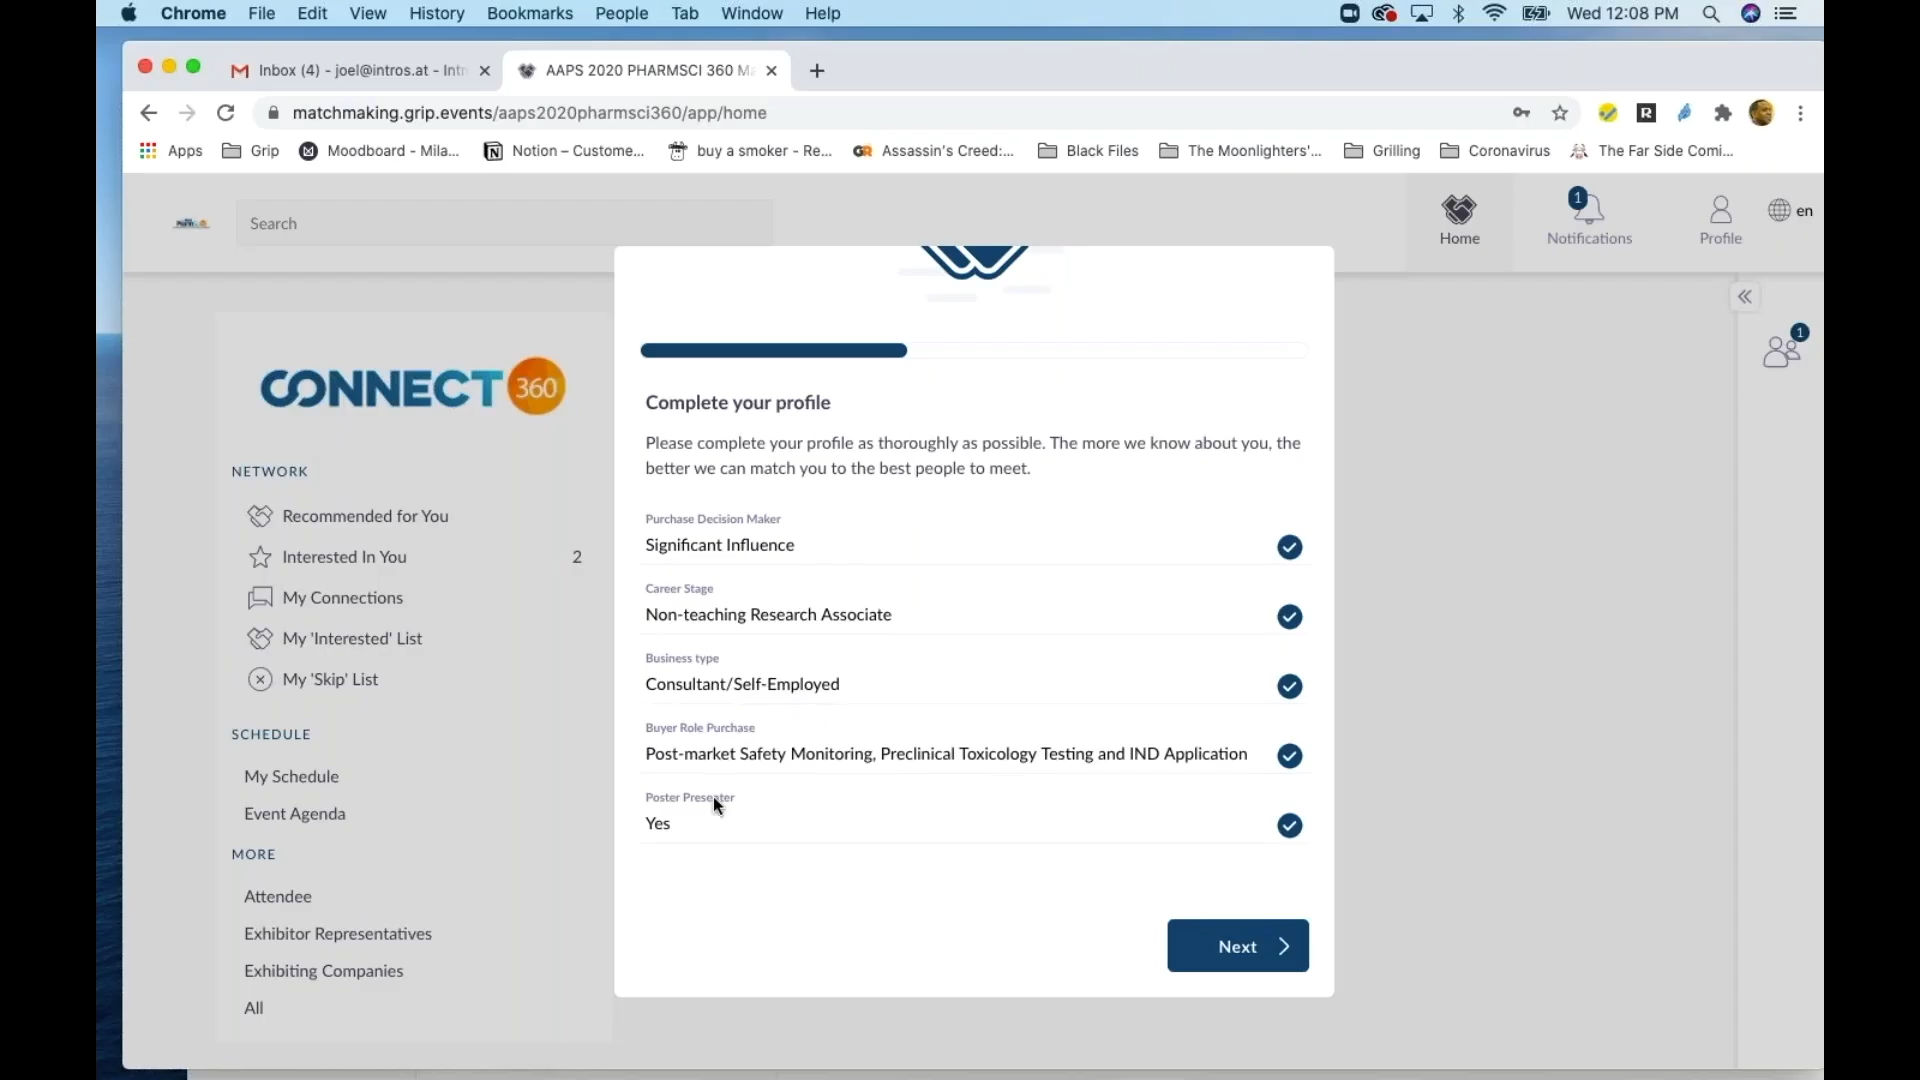 Chrome File Edit View History Bookmarks People Tab Window Help Wed 12:08 PM
Inbox (4) - joel@intros.at - Intr AAPS 2020 PHARMSCI 360 Ma
matchmaking.grip.events/aaps2020pharmsci360/app/home R
Apps Grip Moodboard - Mila... Notion – Custome... buy a smoker - Re... GR Assassin's Creed:... Black Files The Moonlighters'... Grilling Coronavirus The Far Side Comi...
Search
1
Home Notifications Profile en
1
CONNECT 360
NETWORK
Recommended for You
Interested In You 2
My Connections
My 'Interested' List
My 'Skip' List
SCHEDULE
My Schedule
Event Agenda
MORE
Attendee
Exhibitor Representatives
Exhibiting Companies
All
Complete your profile
Please complete your profile as thoroughly as possible. The more we know about you, the
better we can match you to the best people to meet.
Purchase Decision Maker
Significant Influence
Career Stage
Non-teaching Research Associate
Business type
Consultant/Self-Employed
Buyer Role Purchase
Post-market Safety Monitoring, Preclinical Toxicology Testing and IND Application
Poster Presenter
Yes
Next